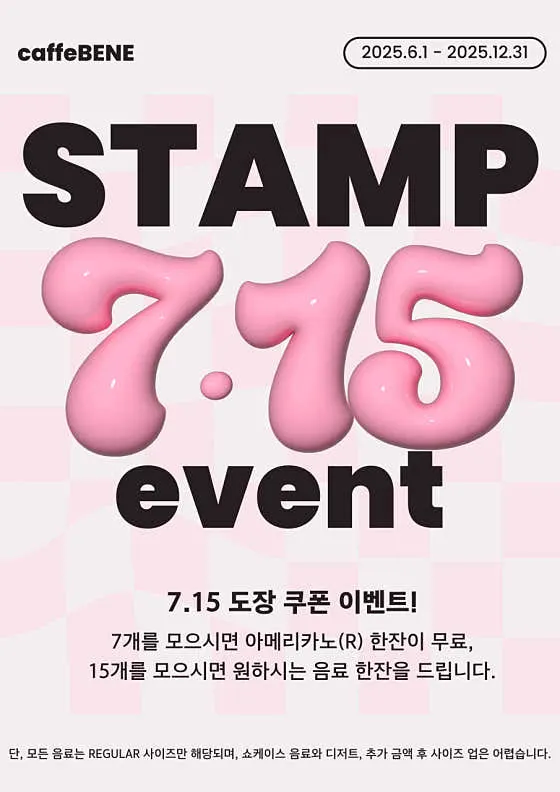 caffeBENE
2025.6.1 - 2025.12.31
STAMP
7.15
event
7.15 도장 쿠폰 이벤트!
7개를 모으시면 아메리카노(R) 한잔이 무료,
15개를 모으시면 원하시는 음료 한잔을 드립니다.
단, 모든 음료는 REGULAR 사이즈만 해당되며, 쇼케이스 음료와 디저트, 추가 금액 후 사이즈 업은 어렵습니다.